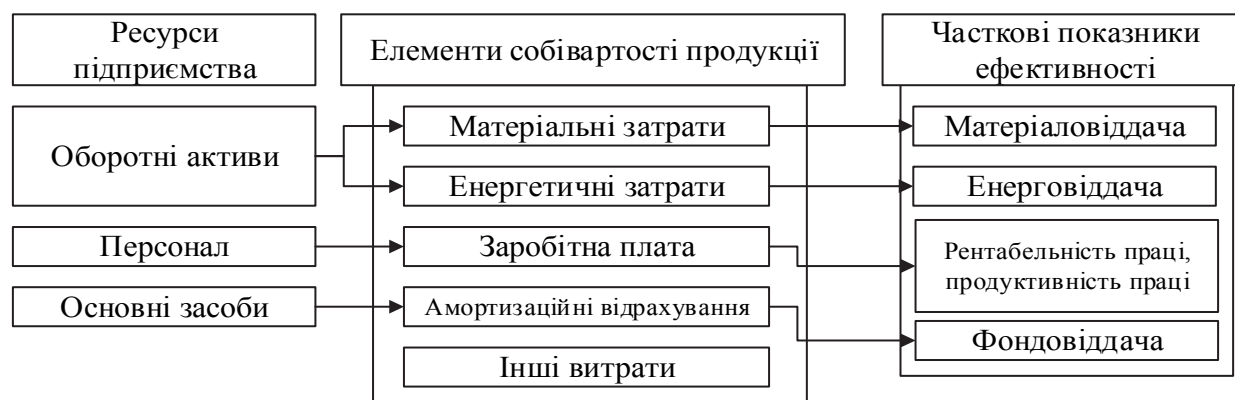 Ресурси
підприємства
Елементи собівартості продукції
Часткові показники
ефективності
Оборотні активи
Матеріальні затрати
Матеріаловіддача
Енергетичні затрати
Енерговіддача
Персонал
Заробітна плата
Рентабельність праці,
продуктивність праці
Основні засоби
Амортизаційні відрахування
Фондовіддача
Інші витрати